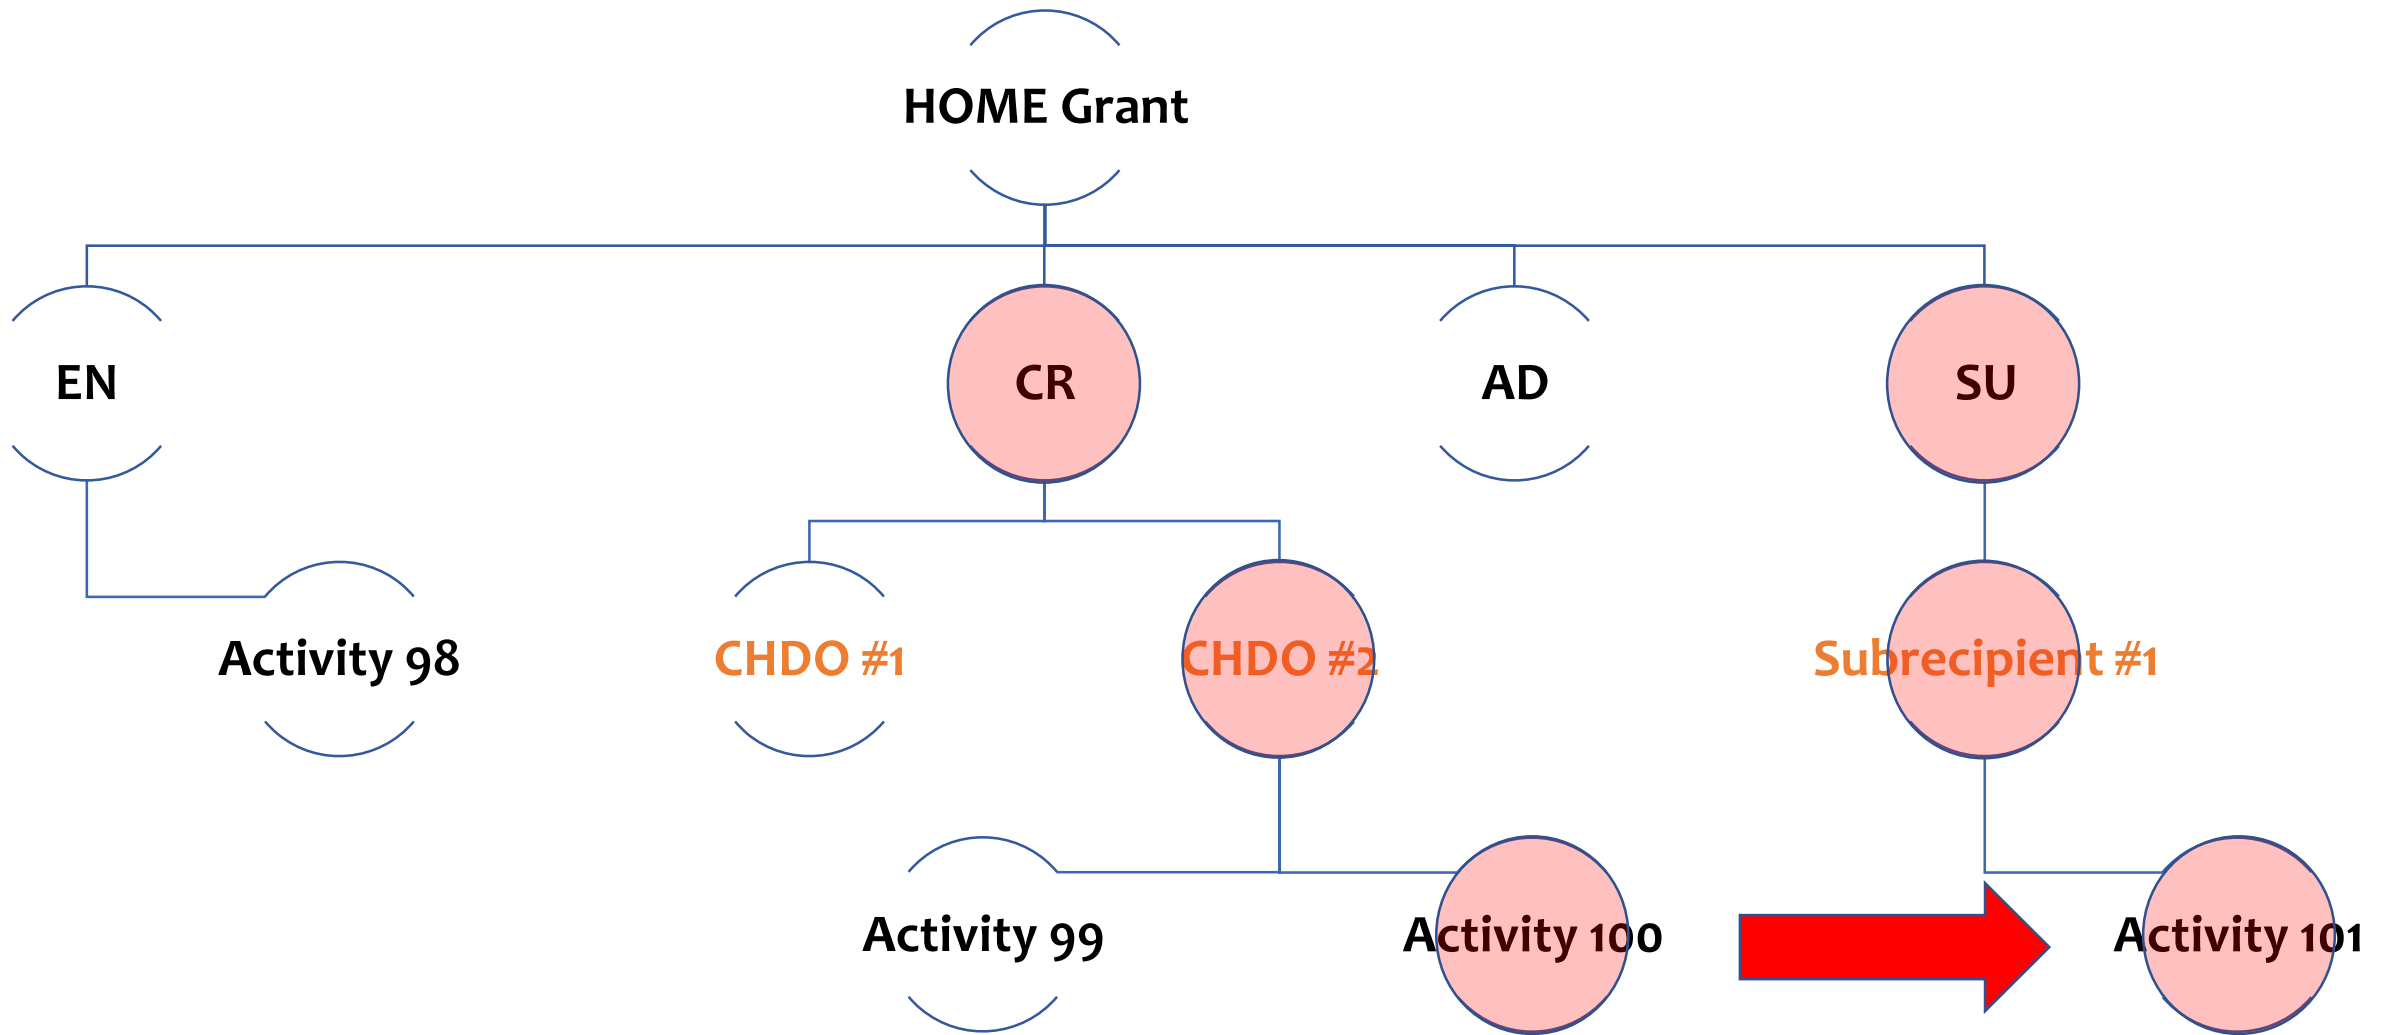 HOME Grant
EN
CR
AD
SU
Activity 98
CHDO #1
CHDO #2
Subrecipient #1
Activity 99
Activity 100
Activity 101